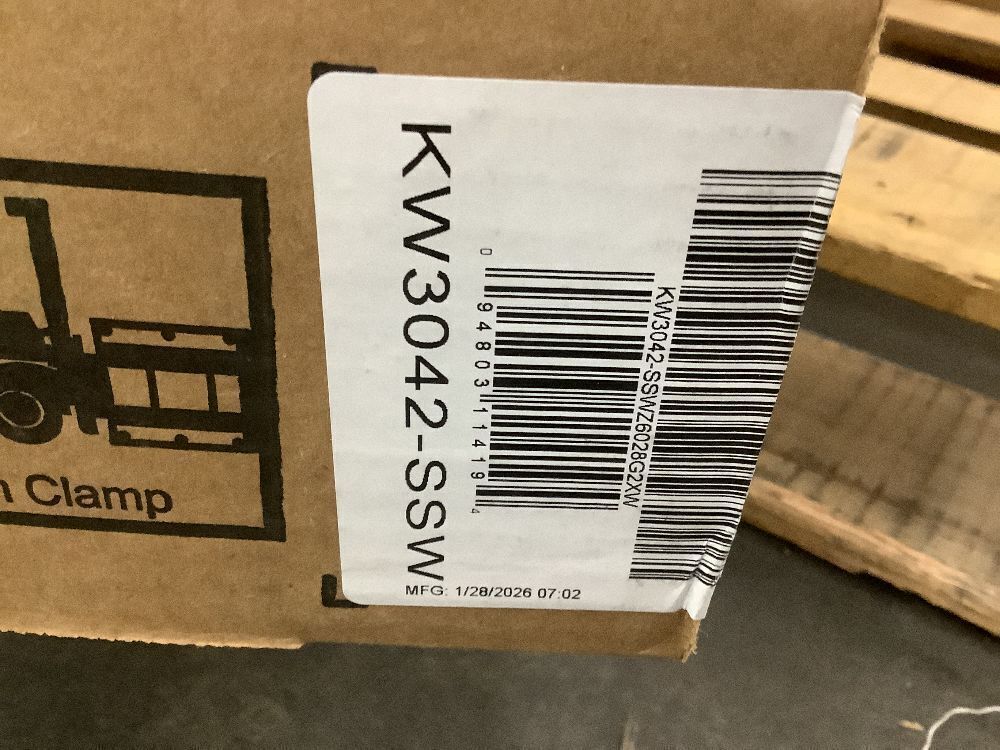 KW3042-SSW
0 94803 11419 4
KW3042-SSWZ6028G2XW
MFG: 1/28/2026 07:02
Clamp